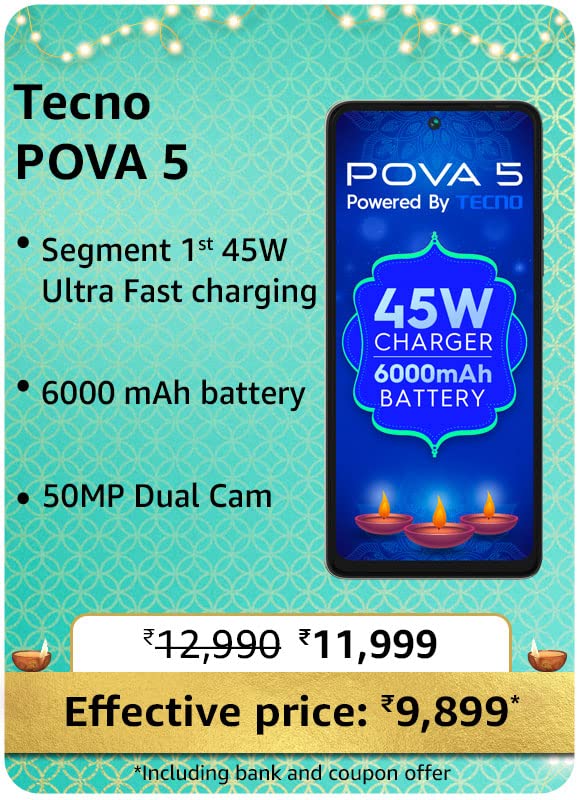 Tecno
POVA 5
• Segment 1st 45W
Ultra Fast charging
• 6000 mAh battery
• 50MP Dual Cam
POVA 5
Powered By TECNO
45W
CHARGER
6000mAh
BATTERY
₹12,990 ₹11,999
Effective price: ₹9,899*
*Including bank and coupon offer